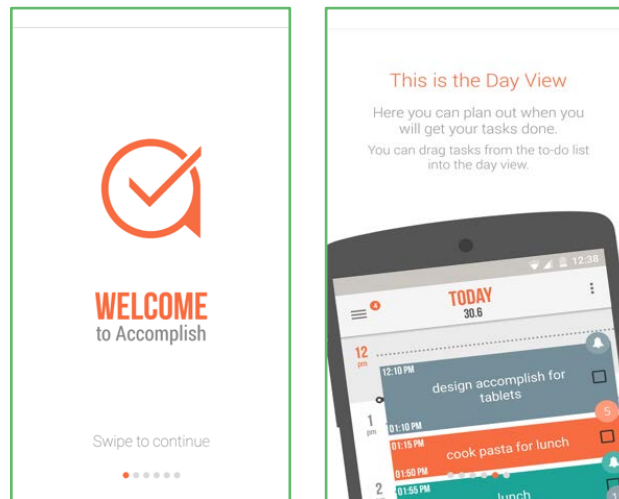 WELCOME
to Accomplish
Swipe to continue
This is the Day View
Here you can plan out when you
will get your tasks done.
You can drag tasks from the to-do list
into the day view.
12:38
4
TODAY
30.6
12
pm
12:10 PM
design accomplish for
tablets
1
pm
01:10 PM
5
01:15 PM
cook pasta for lunch
01:50 PM
2
01:55 PM
lunch
1